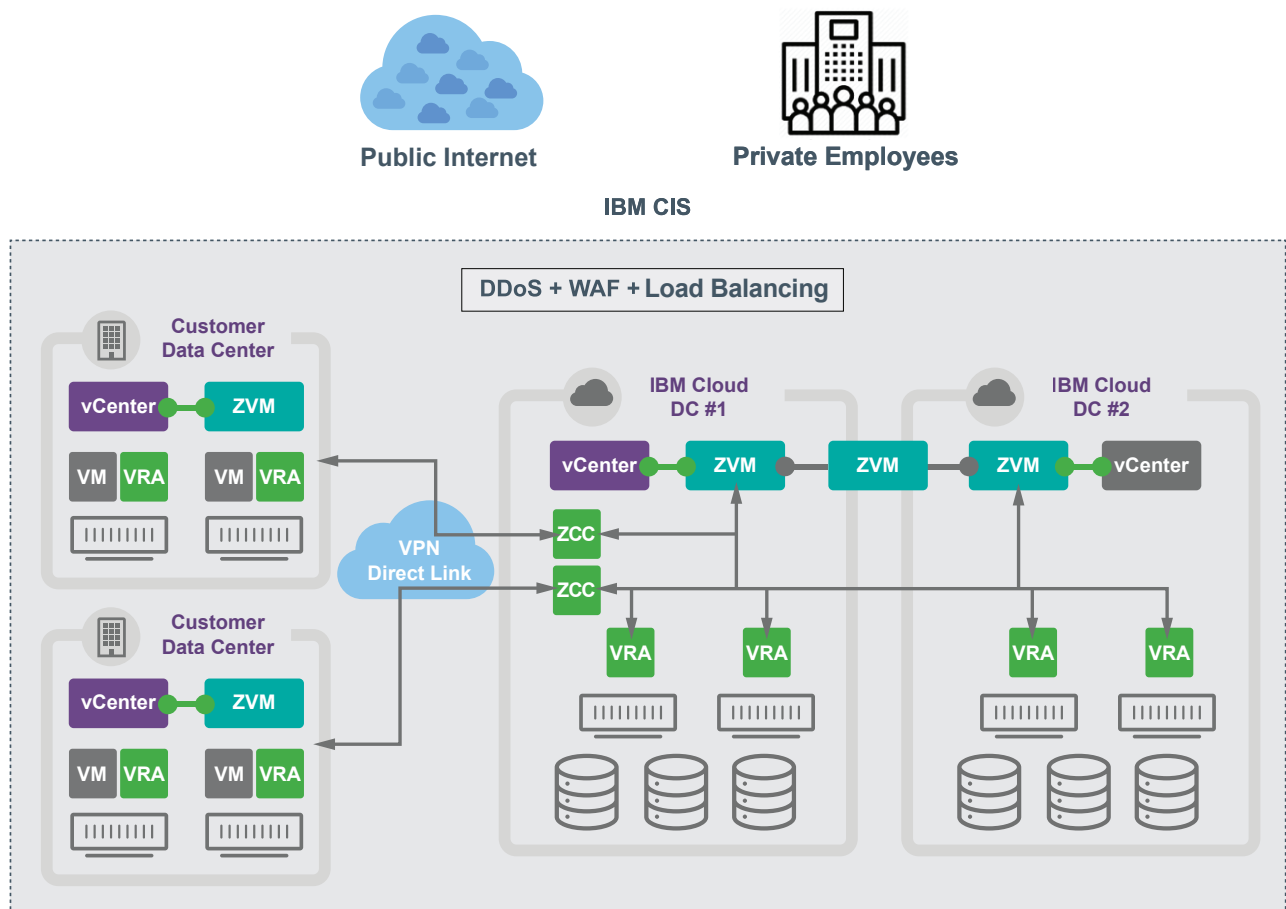 Public Internet
Private Employees
IBM CIS
DDoS + WAF + Load Balancing
Customer
Data Center
vCenter
ZVM
VM
VRA
VM
VRA
VPN
Direct Link
Customer
Data Center
vCenter
ZVM
VM
VRA
VM
VRA
IBM Cloud
DC #1
vCenter
ZVM
ZVM
ZCC
ZCC
VRA
VRA
IBM Cloud
DC #2
ZVM
vCenter
VRA
VRA